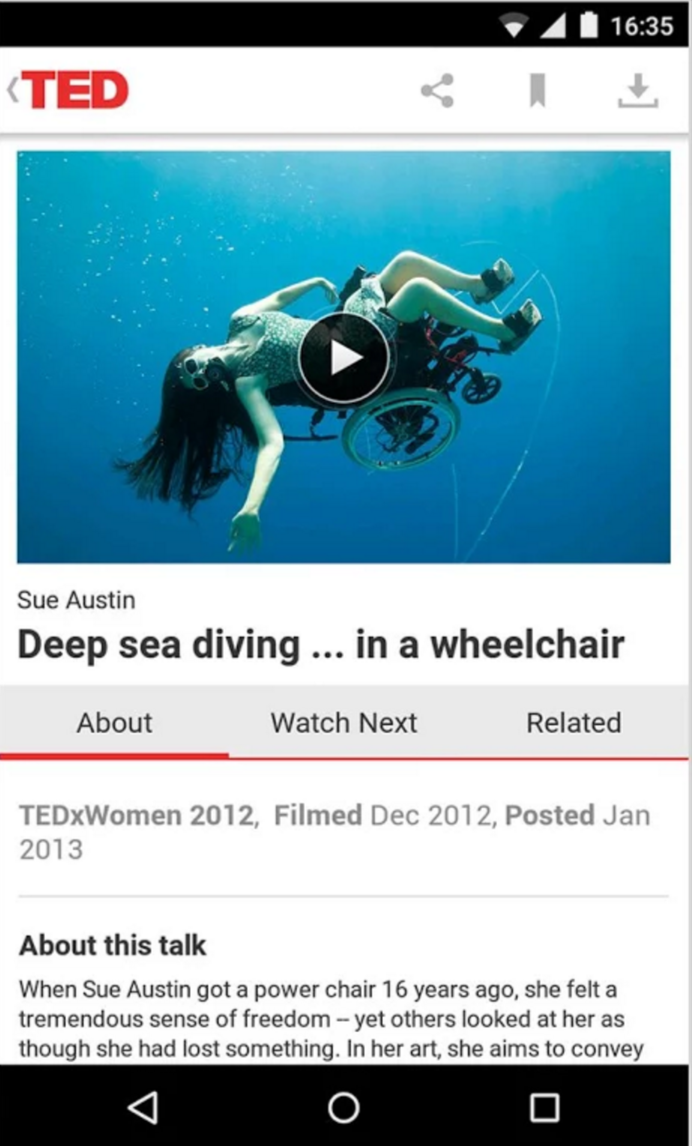 16:35
TED
Sue Austin
Deep sea diving ... in a wheelchair
About Watch Next Related
TEDxWomen 2012, Filmed Dec 2012, Posted Jan
2013
About this talk
When Sue Austin got a power chair 16 years ago, she felt a
tremendous sense of freedom -- yet others looked at her as
though she had lost something. In her art, she aims to convey